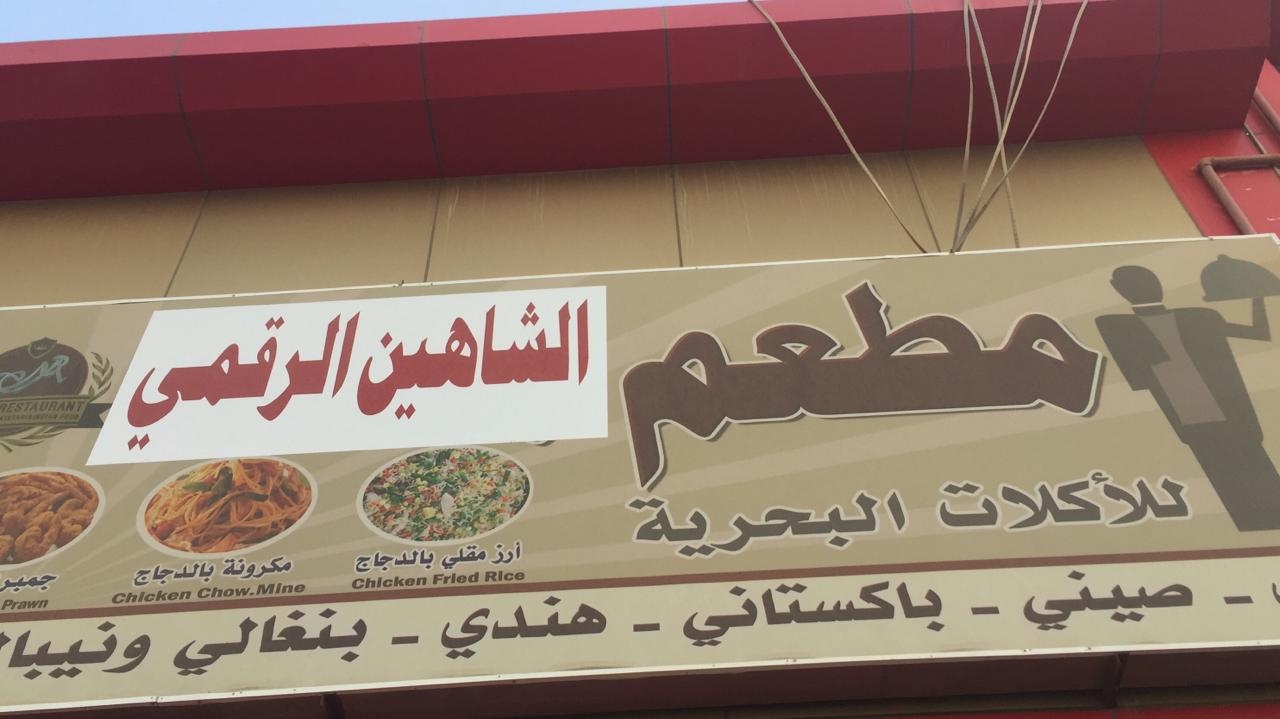 مطعم الشاهين الرقمي
للأكلات البحرية
RESTAURANT
أرز مقلي بالدجاج
Chicken Fried Rice
مكرونة بالدجاج
Chicken Chow.Mine
Prawn
- صيني - باكستاني - هندي - بنغالي